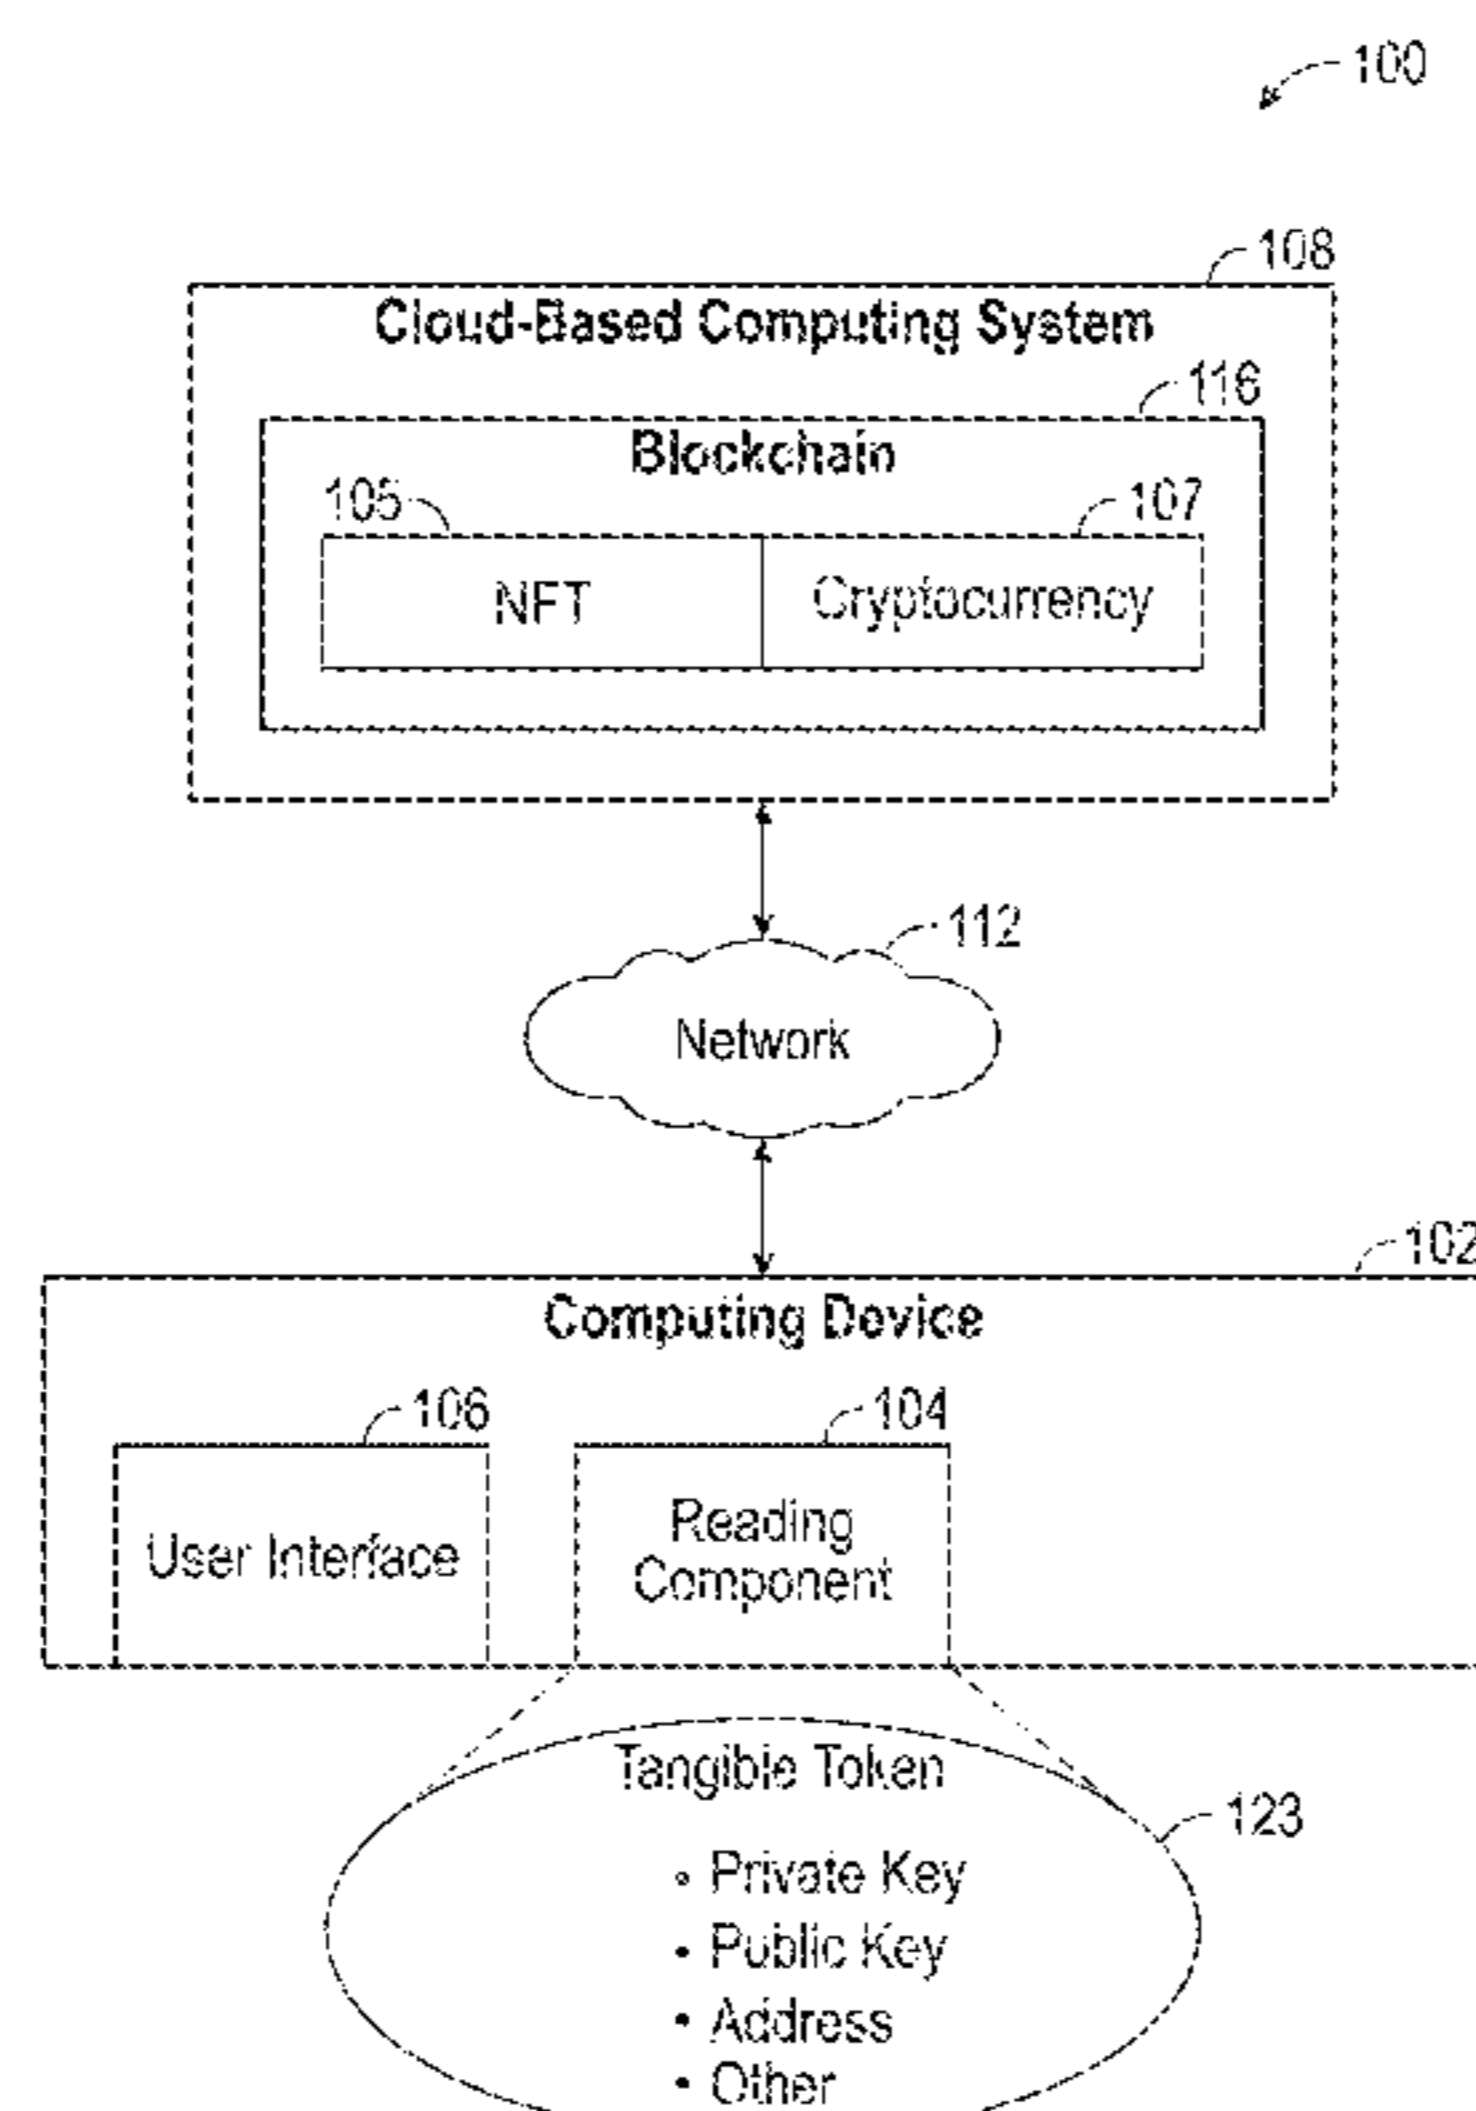 100
108
Cloud-Based Computing System
116
Blockchain
105
107
NFT
Cryptocurrency
112
Network
102
Computing Device
106
104
User Interface
Reading
Component
Tangible Token
123
• Private Key
• Public Key
• Address
• Other